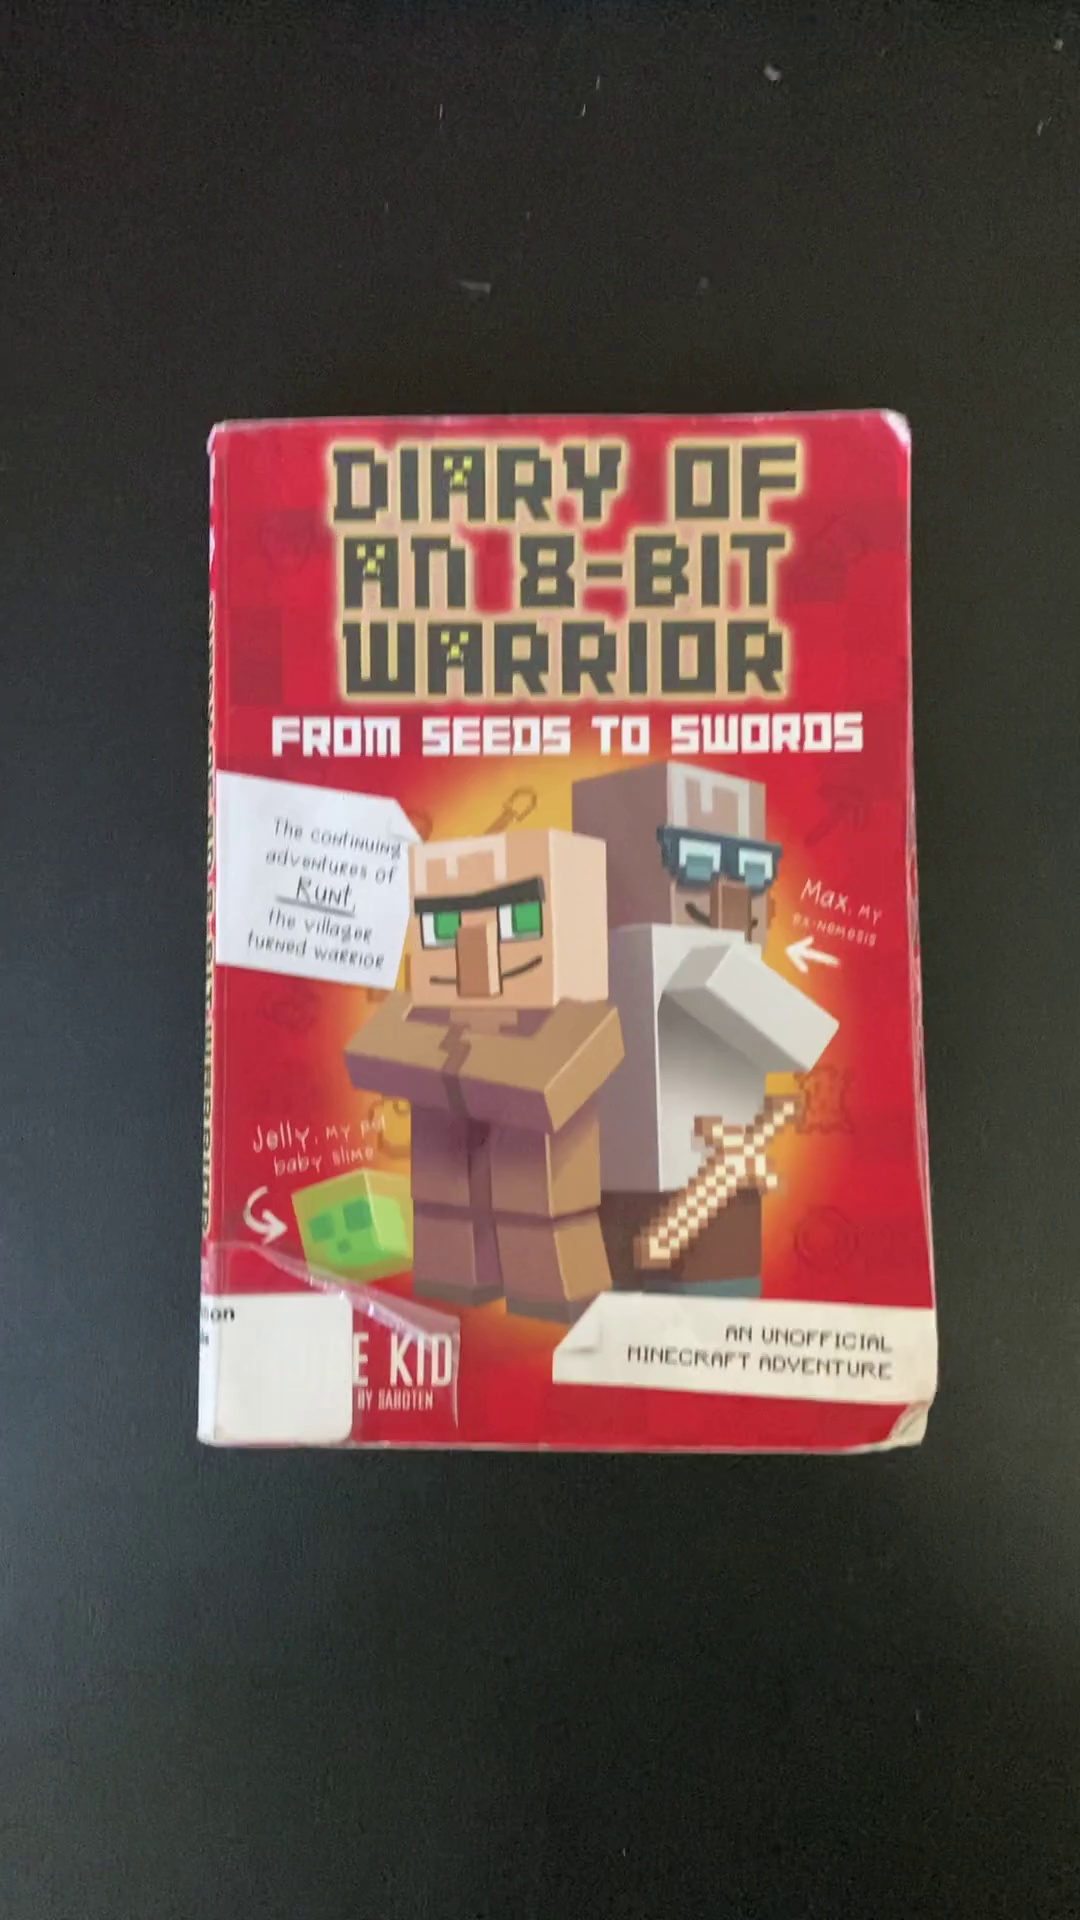 DIARY OF
AN 8-BIT
WARRIOR
FROM SEEDS TO SWORDS
The continuing
adventures of
Runt,
the villager
turned warrior
Max, my
ex-nemesis
Jelly, my pet
baby slime
E KID
BY SABOTEN
AN UNOFFICIAL
MINECRAFT ADVENTURE